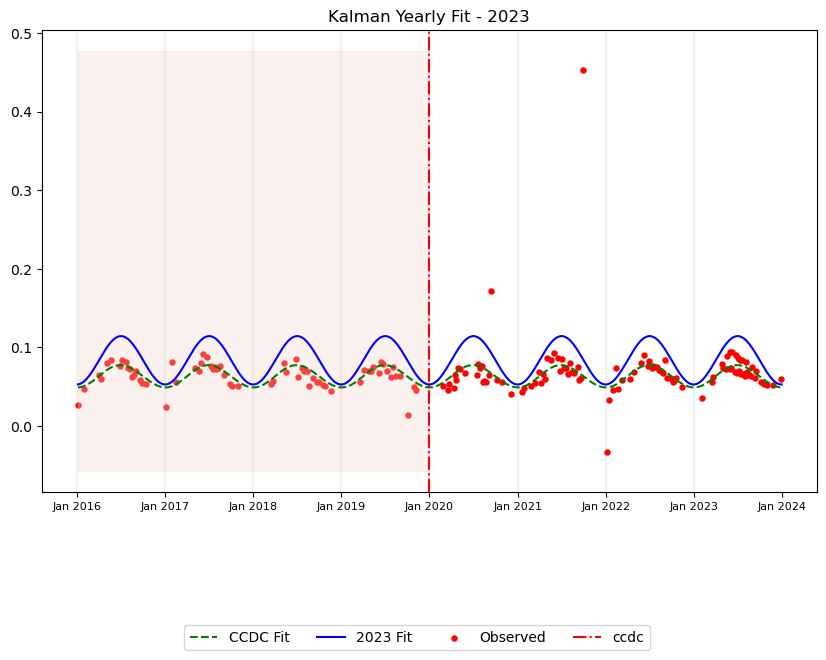 Kalman Yearly Fit - 2023
0.5
0.4
0.3
0.2
0.1
0.0
Jan 2016 Jan 2017 Jan 2018 Jan 2019 Jan 2020 Jan 2021 Jan 2022 Jan 2023 Jan 2024
CCDC Fit 2023 Fit Observed ccdc